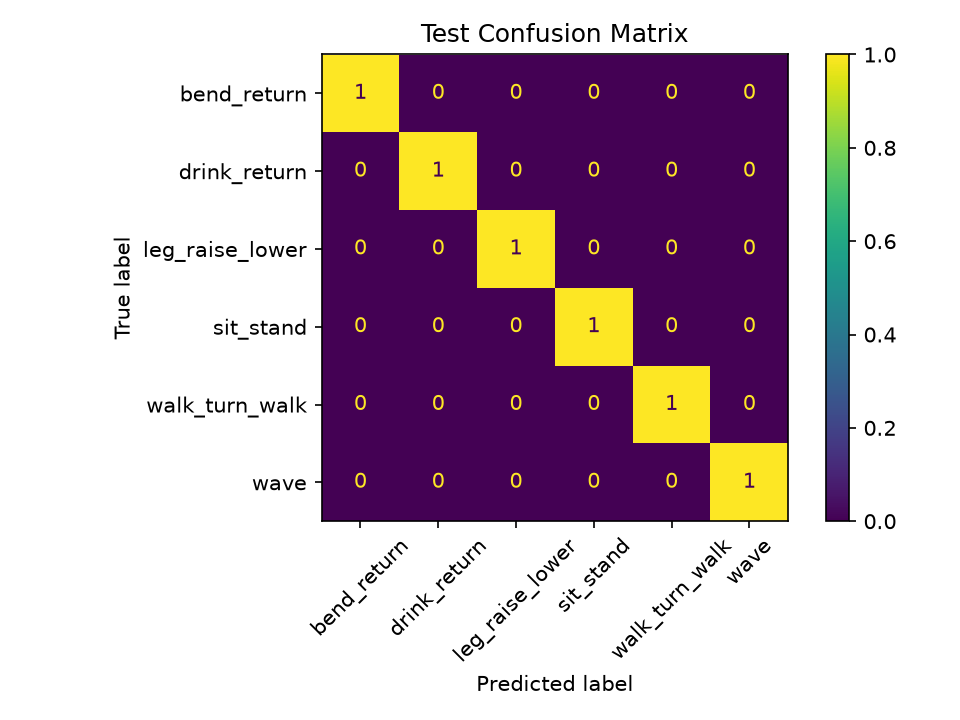 Test Confusion Matrix
bend_return 1 0 0 0 0 0
drink_return 0 1 0 0 0 0
leg_raise_lower 0 0 1 0 0 0
sit_stand 0 0 0 1 0 0
walk_turn_walk 0 0 0 0 1 0
wave 0 0 0 0 0 1
True label
bend_return drink_return leg_raise_lower sit_stand walk_turn_walk wave
Predicted label
1.0
0.8
0.6
0.4
0.2
0.0